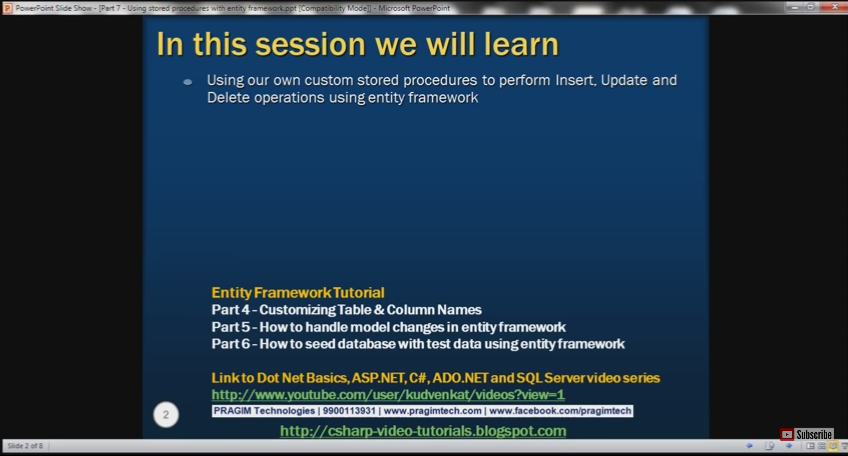 PowerPoint Slide Show - [Part 7 - Using stored procedures with entity framework.ppt [Compatibility Mode]] - Microsoft PowerPoint
In this session we will learn
Using our own custom stored procedures to perform Insert, Update and
Delete operations using entity framework
Entity Framework Tutorial
Part 4 - Customizing Table & Column Names
Part 5 - How to handle model changes in entity framework
Part 6 - How to seed database with test data using entity framework
Link to Dot Net Basics, ASP.NET, C#, ADO.NET and SQL Server video series
http://www.youtube.com/user/kudvenkat/videos?view=1
2
PRAGIM Technologies | 9900113931 | www.pragimtech.com | www.facebook.com/pragimtech
http://csharp-video-tutorials.blogspot.com
Subscribe
Slide 2 of 8